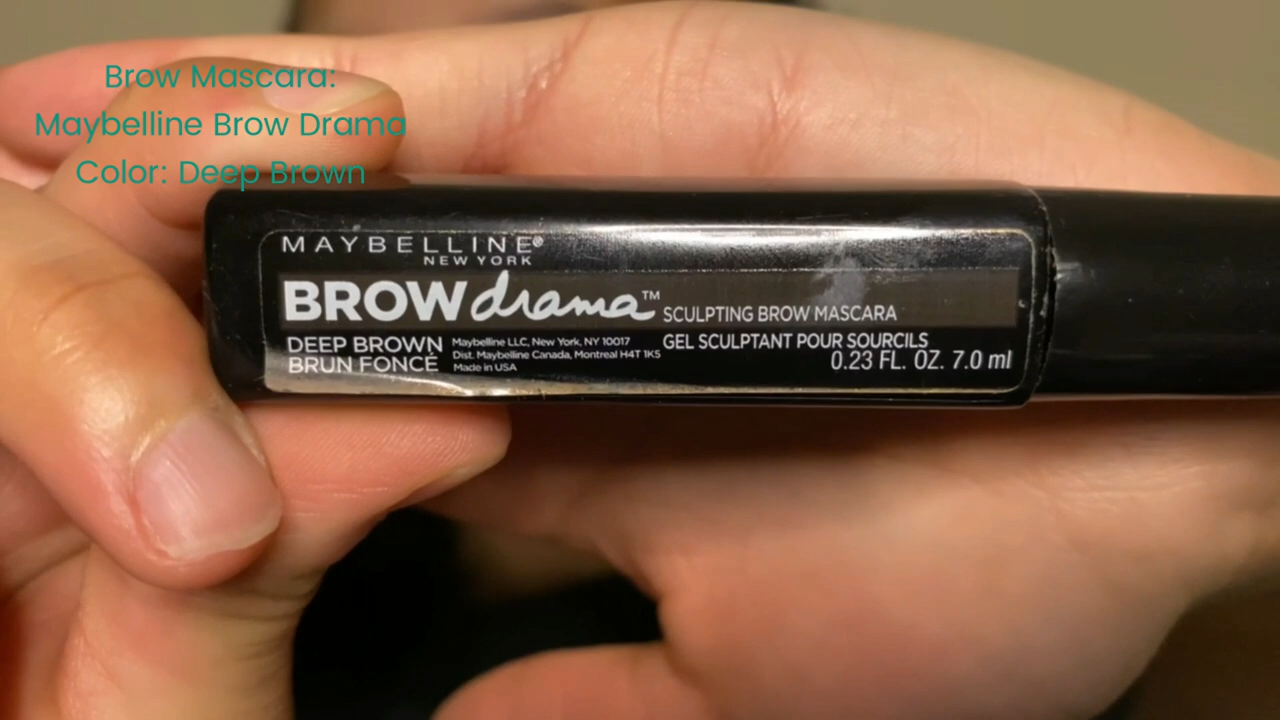 Brow Mascara:
Maybelline Brow Drama
Color: Deep Brown
MAYBELLINE®
NEW YORK
BROW drama™ SCULPTING BROW MASCARA
GEL SCULPTANT POUR SOURCILS
DEEP BROWN
BRUN FONCÉ
Maybelline LLC, New York, NY 10017
Dist. Maybelline Canada, Montreal H4T 1K5
Made in USA
0.23 FL. OZ. 7.0 ml